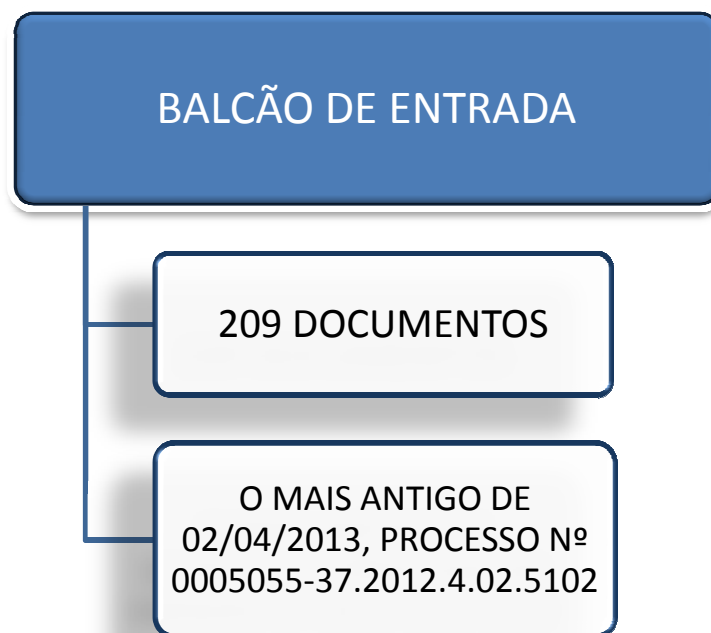 BALCÃO DE ENTRADA
209 DOCUMENTOS
O MAIS ANTIGO DE
02/04/2013, PROCESSO Nº
0005055-37.2012.4.02.5102